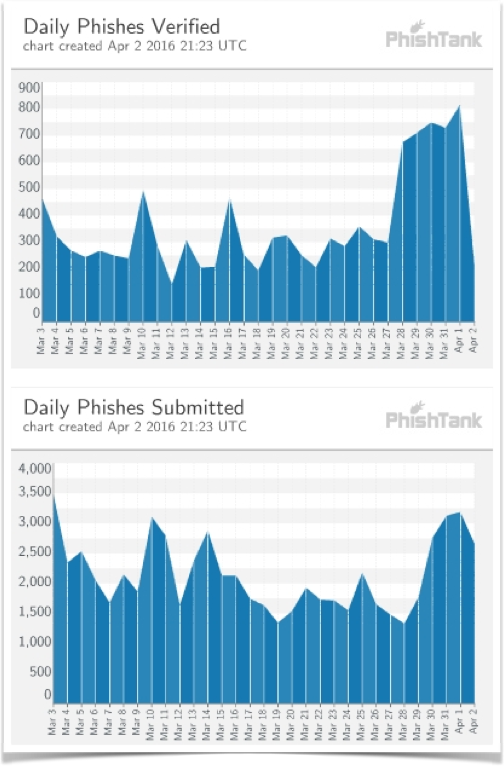 Daily Phishes Verified
chart created Apr 2 2016 21:23 UTC
PhishTank
900
800
700
600
500
400
300
200
100
0
Mar 3
Mar 4
Mar 5
Mar 6
Mar 7
Mar 8
Mar 9
Mar 10
Mar 11
Mar 12
Mar 13
Mar 14
Mar 15
Mar 16
Mar 17
Mar 18
Mar 19
Mar 20
Mar 21
Mar 22
Mar 23
Mar 24
Mar 25
Mar 26
Mar 27
Mar 28
Mar 29
Mar 30
Mar 31
Apr 1
Apr 2
Daily Phishes Submitted
chart created Apr 2 2016 21:23 UTC
PhishTank
4,000
3,500
3,000
2,500
2,000
1,500
1,000
500
0
Mar 3
Mar 4
Mar 5
Mar 6
Mar 7
Mar 8
Mar 9
Mar 10
Mar 11
Mar 12
Mar 13
Mar 14
Mar 15
Mar 16
Mar 17
Mar 18
Mar 19
Mar 20
Mar 21
Mar 22
Mar 23
Mar 24
Mar 25
Mar 26
Mar 27
Mar 28
Mar 29
Mar 30
Mar 31
Apr 1
Apr 2